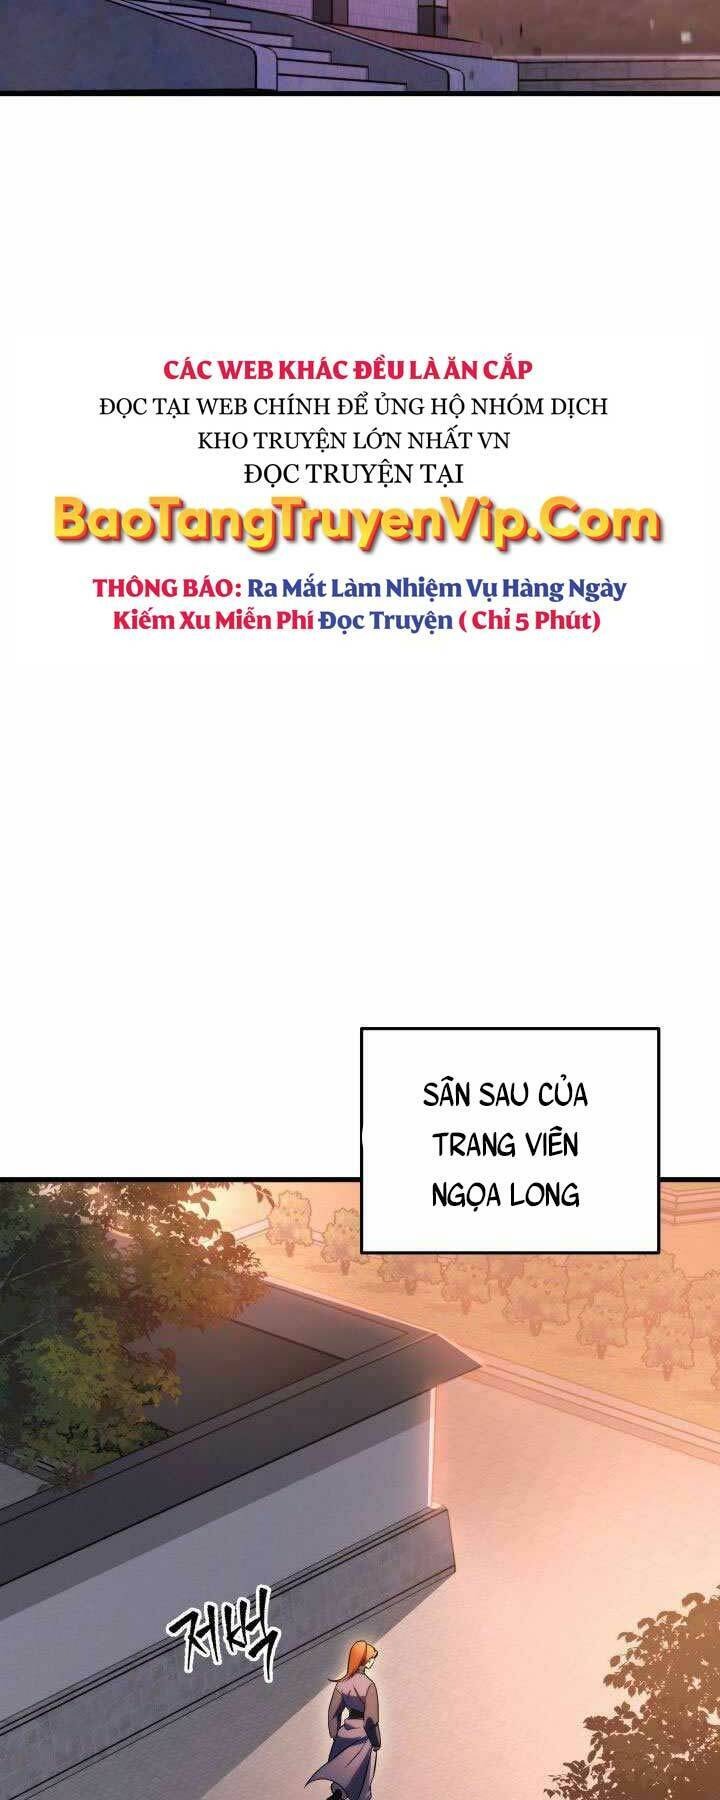 CÁC WEB KHÁC ĐỀU LÀ ĂN CẮP
ĐỌC TẠI WEB CHÍNH ĐỂ ỦNG HỘ NHÓM DỊCH
KHO TRUYỆN LỚN NHẤT VN
ĐỌC TRUYỆN TẠI
BaoTangTruyenVip.Com
THÔNG BÁO: Ra Mắt Làm Nhiệm Vụ Hàng Ngày
Kiếm Xu Miễn Phí Đọc Truyện ( Chỉ 5 Phút)
SÂN SAU CỦA
TRANG VIÊN
NGỌA LONG
저벅